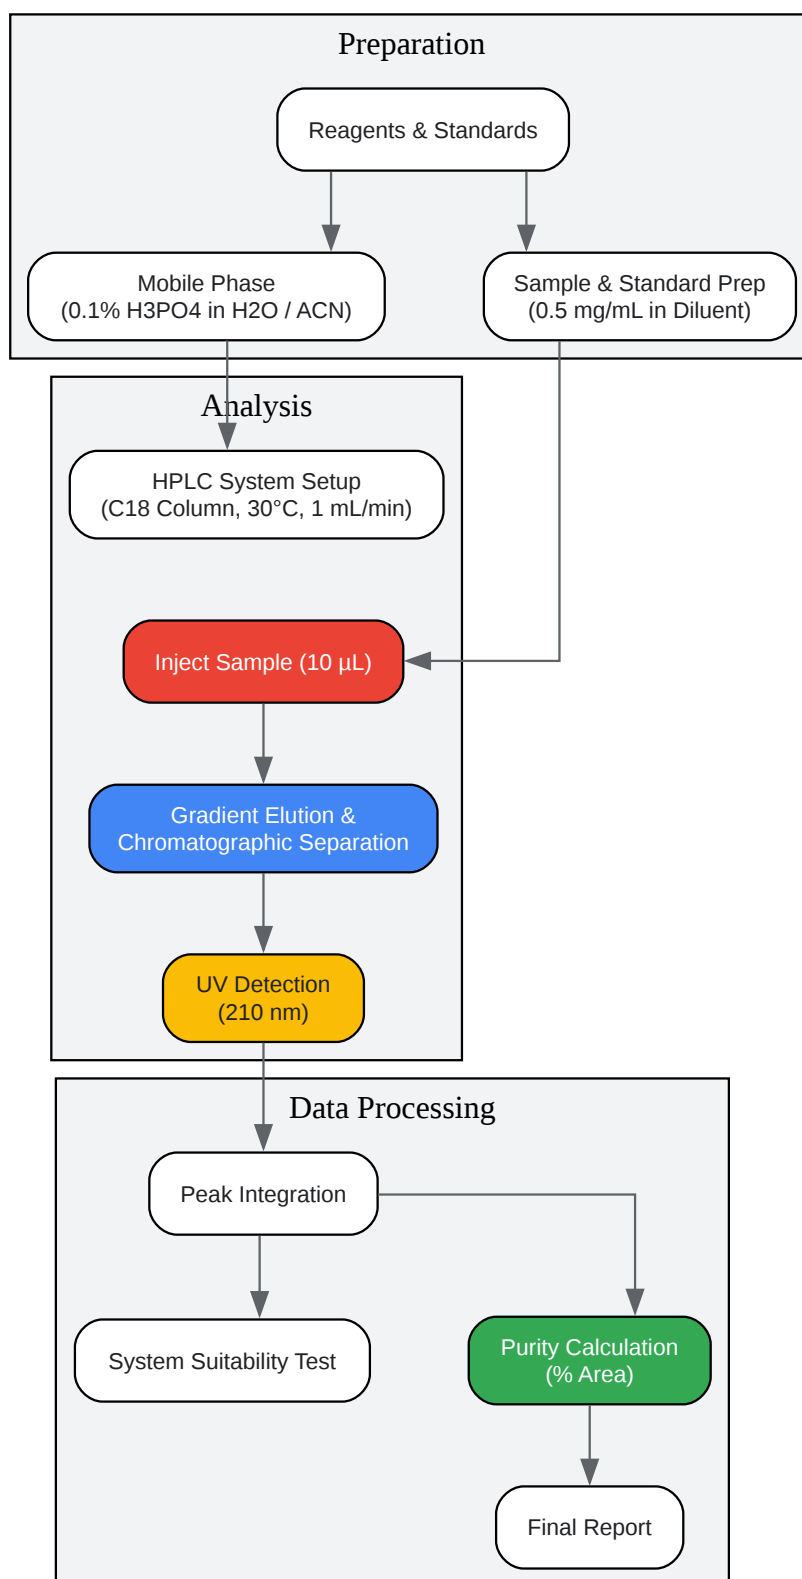 Preparation
Reagents & Standards
Mobile Phase
(0.1% H3PO4 in H2O / ACN)
Sample & Standard Prep
(0.5 mg/mL in Diluent)
Analysis
HPLC System Setup
(C18 Column, 30°C, 1 mL/min)
Inject Sample (10 µL)
Gradient Elution &
Chromatographic Separation
UV Detection
(210 nm)
Data Processing
Peak Integration
System Suitability Test
Purity Calculation
(% Area)
Final Report